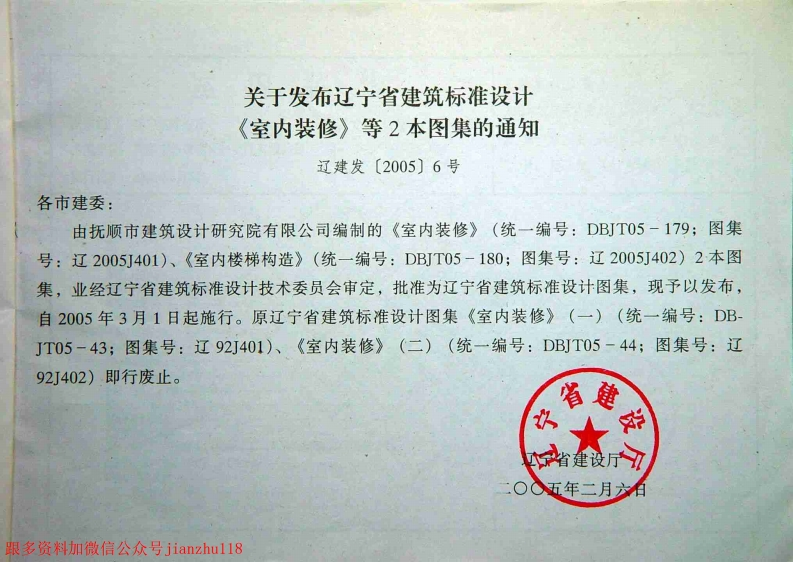 关于发布辽宁省建筑标准设计
《室内装修》等2本图集的通知
辽建发〔2005〕6号
各市建委：
由抚顺市建筑设计研究院有限公司编制的《室内装修》（统一编号：DBJT05－179；图集
号：辽2005J401）、《室内楼梯构造》（统一编号：DBJT05－180；图集号：辽2005J402）2本图
集，业经辽宁省建筑标准设计技术委员会审定，批准为辽宁省建筑标准设计图集，现予以发布，
自2005年3月1日起施行。原辽宁省建筑标准设计图集《室内装修》（一）（统一编号：DB-
JT05－43；图集号：辽92J401）、《室内装修》（二）（统一编号：DBJT05－44；图集号：辽
92J402）即行废止。
辽宁省建设厅
辽宁省建设厅
二〇〇五年二月六日
跟多资料加微信公众号jianzhu118